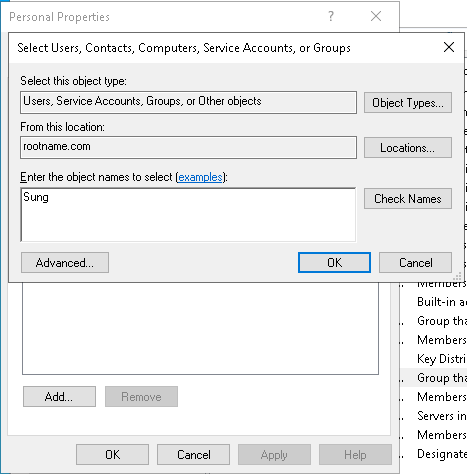 Personal Properties
?
Select Users, Contacts, Computers, Service Accounts, or Groups
Select this object type:
Users, Service Accounts, Groups, or Other objects
Object Types...
From this location:
rootname.com
Locations...
Enter the object names to select (examples):
Sung
Check Names
Advanced...
OK
Cancel
.. Members
Built-in ac
.. Group tha
.. Members
Key Distri
.. Group tha
Add...
Remove
.. Members
.. Servers in
.. Members
.. Designate
OK
Cancel
Apply
Help